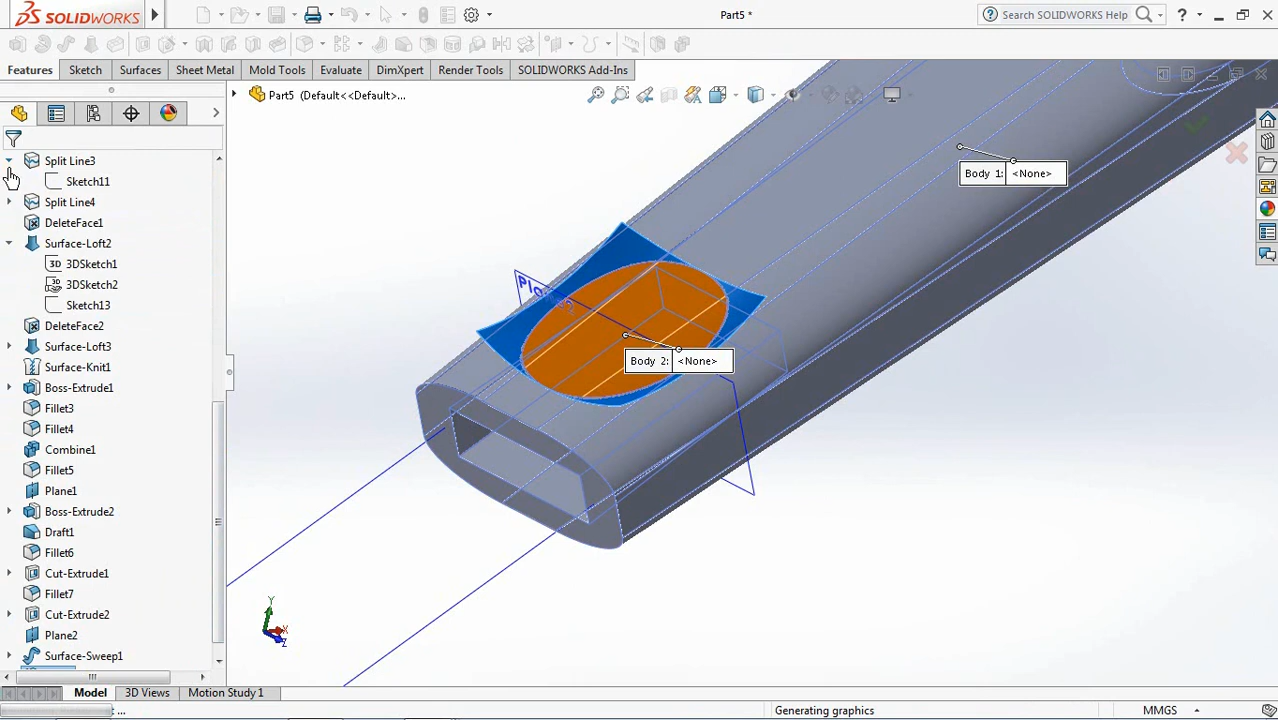 SOLIDWORKS
Part5 *
Search SOLIDWORKS Help
?
Features
Sketch
Surfaces
Sheet Metal
Mold Tools
Evaluate
DimXpert
Render Tools
SOLIDWORKS Add-Ins
Part5 (Default<<Default>...
Split Line3
Sketch11
Split Line4
DeleteFace1
Surface-Loft2
3D 3DSketch1
3D 3DSketch2
Sketch13
DeleteFace2
Surface-Loft3
Surface-Knit1
Boss-Extrude1
Fillet3
Fillet4
Combine1
Fillet5
Plane1
Boss-Extrude2
Draft1
Fillet6
Cut-Extrude1
Fillet7
Cut-Extrude2
Plane2
Surface-Sweep1
Body 1: <None>
Body 2: <None>
Y
X
Z
Model
3D Views
Motion Study 1
...
Generating graphics
MMGS